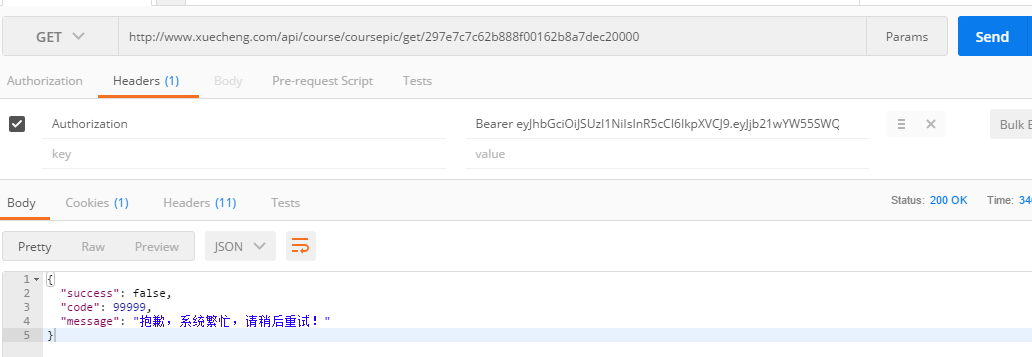 GET http://www.xuecheng.com/api/course/coursepic/get/297e7c7c62b888f00162b8a7dec20000 Params Send
Authorization Headers (1) Body Pre-request Script Tests
Authorization Bearer eyJhbGciOiJSUzI1NiIsInR5cCI6IkpXVCJ9.eyJjb21wYW55SWQ Bulk E
key value
Body Cookies (1) Headers (11) Tests Status: 200 OK Time: 34
Pretty Raw Preview JSON
1 {
2 "success": false,
3 "code": 99999,
4 "message": "抱歉，系统繁忙，请稍后重试！"
5 }